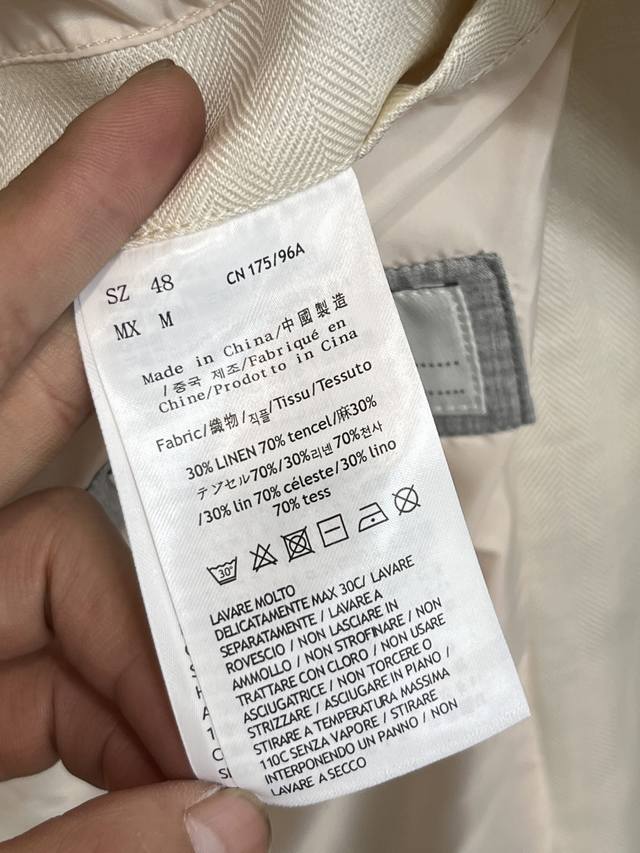 SZ 48 CN 175/96A
MX M
Made in China/中國製造
/중국 제조/Fabriqué en
Chine/Prodotto in Cina
Fabric/織物/직플/Tissu/Tessuto
30% LINEN 70% tencel/麻30%
テンセル70%/30%리넨70%천사
/30% lin 70% céleste/30% lino
70% tess
30°
LAVARE MOLTO
DELICATAMENTE MAX 30C/ LAVARE
SEPARATAMENTE / LAVARE A
ROVESCIO / NON LASCIARE IN
AMMOLLO / NON STROFINARE / NON
TRATTARE CON CLORO / NON USARE
ASCIUGATRICE / NON TORCERE O
STRIZZARE / ASCIUGARE IN PIANO /
STIRARE A TEMPERATURA MASSIMA
110C SENZA VAPORE / STIRARE
INTERPONENDO UN PANNO / NON
LAVARE A SECCO